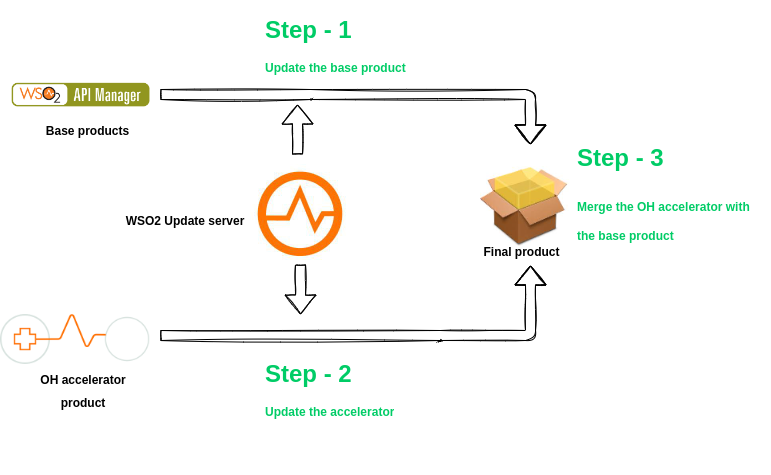 Step - 1
Update the base product
WSO2 API Manager
Base products
Step - 3
WSO2 Update server
Merge the OH accelerator with
the base product
Final product
OH accelerator
product
Step - 2
Update the accelerator